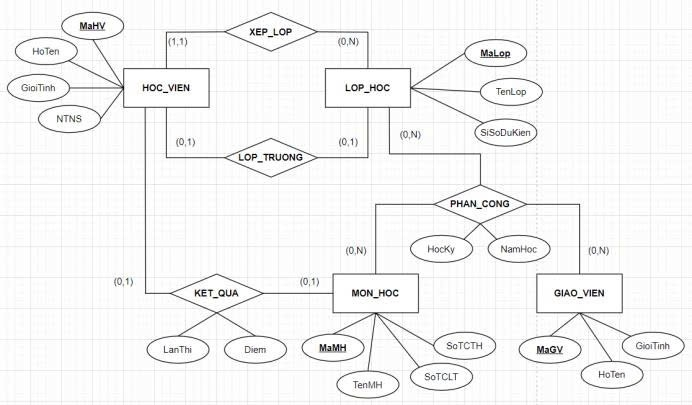 MaHV
XEP_LOP
(1,1)
(0,N)
HoTen
MaLop
GioiTinh
HOC_VIEN
LOP_HOC
TenLop
NTNS
SiSoDuKien
(0,1)
(0,1)
(0,N)
LOP_TRUONG
PHAN_CONG
HocKy
NamHoc
(0,N)
(0,N)
(0,1)
(0,1)
KET_QUA
MON_HOC
GIAO_VIEN
LanThi
Diem
MaMH
SoTCTH
MaGV
GioiTinh
TenMH
SoTCLT
HoTen